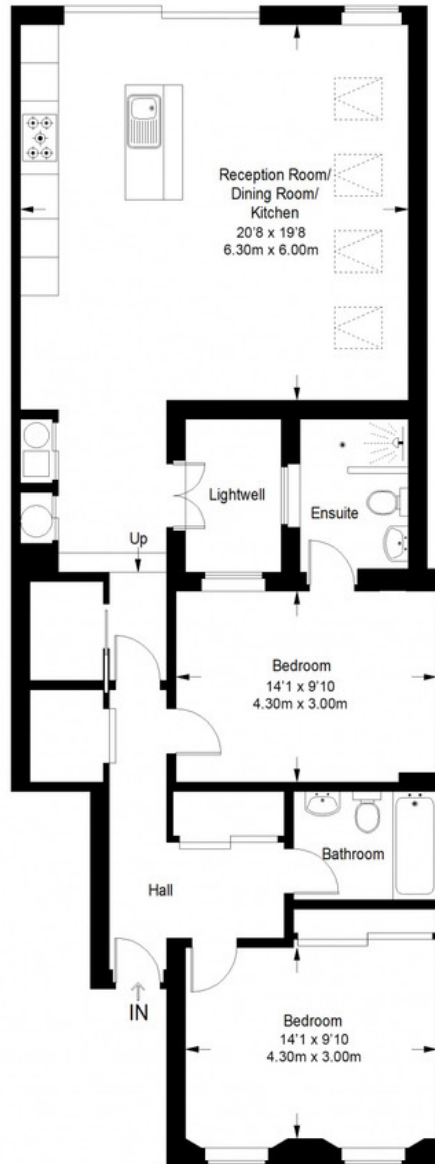 Reception Room/
Dining Room/
Kitchen
20'8 x 19'8
6.30m x 6.00m
Lightwell
Ensuite
Up
Bedroom
14'1 x 9'10
4.30m x 3.00m
Bathroom
Hall
IN
Bedroom
14'1 x 9'10
4.30m x 3.00m